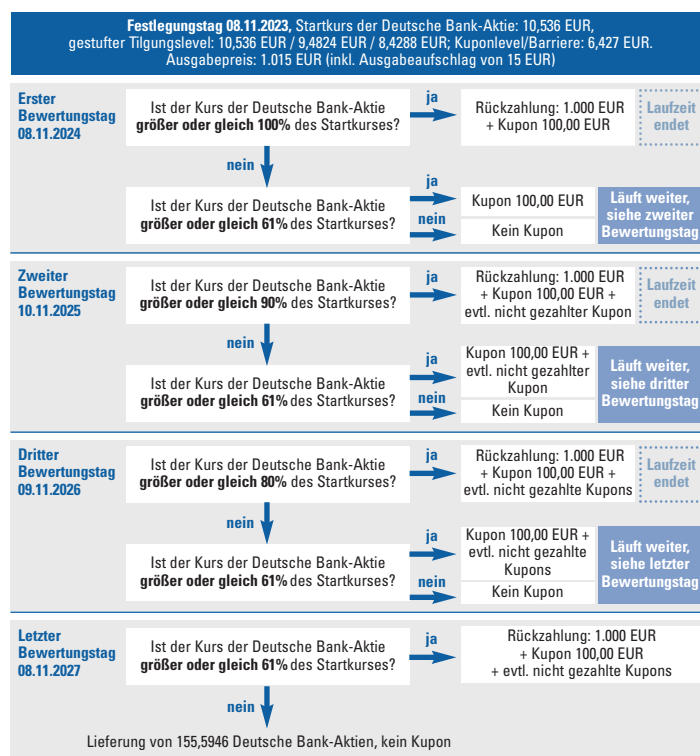 Festlegungstag 08.11.2023, Startkurs der Deutsche Bank-Aktie: 10,536 EUR,
gestufter Tilgungslevel: 10,536 EUR / 9,4824 EUR / 8,4288 EUR; Kuponlevel/Barriere: 6,427 EUR.
Ausgabepreis: 1.015 EUR (inkl. Ausgabeaufschlag von 15 EUR)
Erster
Bewertungstag
08.11.2024
Ist der Kurs der Deutsche Bank-Aktie
größer oder gleich 100% des Startkurses?
ja
Rückzahlung: 1.000 EUR
+ Kupon 100,00 EUR
Laufzeit
endet
nein
Ist der Kurs der Deutsche Bank-Aktie
größer oder gleich 61% des Startkurses?
ja
Kupon 100,00 EUR
nein
Kein Kupon
Läuft weiter,
siehe zweiter
Bewertungstag
Zweiter
Bewertungstag
10.11.2025
Ist der Kurs der Deutsche Bank-Aktie
größer oder gleich 90% des Startkurses?
ja
Rückzahlung: 1.000 EUR
+ Kupon 100,00 EUR +
evtl. nicht gezahlter Kupon
Laufzeit
endet
nein
Ist der Kurs der Deutsche Bank-Aktie
größer oder gleich 61% des Startkurses?
ja
Kupon 100,00 EUR +
evtl. nicht gezahlter
Kupon
nein
Kein Kupon
Läuft weiter,
siehe dritter
Bewertungstag
Dritter
Bewertungstag
09.11.2026
Ist der Kurs der Deutsche Bank-Aktie
größer oder gleich 80% des Startkurses?
ja
Rückzahlung: 1.000 EUR
+ Kupon 100,00 EUR +
evtl. nicht gezahlte Kupons
Laufzeit
endet
nein
Ist der Kurs der Deutsche Bank-Aktie
größer oder gleich 61% des Startkurses?
ja
Kupon 100,00 EUR +
evtl. nicht gezahlte
Kupons
nein
Kein Kupon
Läuft weiter,
siehe letzter
Bewertungstag
Letzter
Bewertungstag
08.11.2027
Ist der Kurs der Deutsche Bank-Aktie
größer oder gleich 61% des Startkurses?
ja
Rückzahlung: 1.000 EUR
+ Kupon 100,00 EUR
+ evtl. nicht gezahlte Kupons
nein
Lieferung von 155,5946 Deutsche Bank-Aktien, kein Kupon